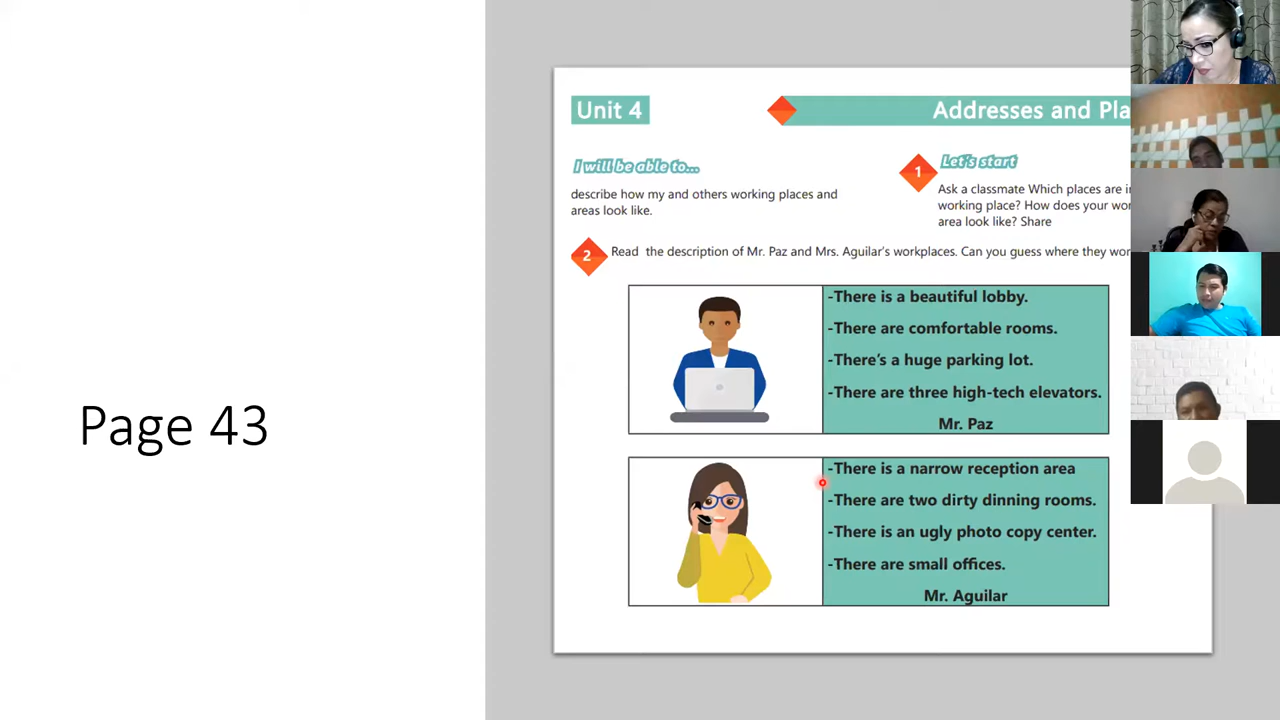 Page 43
Unit 4
Addresses and Pla
I will be able to...
describe how my and others working places and
areas look like.
1
Let's start
Ask a classmate Which places are i
working place? How does your wo
area look like? Share
2
Read the description of Mr. Paz and Mrs. Aguilar's workplaces. Can you guess where they wor
-There is a beautiful lobby.
-There are comfortable rooms.
-There's a huge parking lot.
-There are three high-tech elevators.
Mr. Paz
-There is a narrow reception area
-There are two dirty dinning rooms.
-There is an ugly photo copy center.
-There are small offices.
Mr. Aguilar